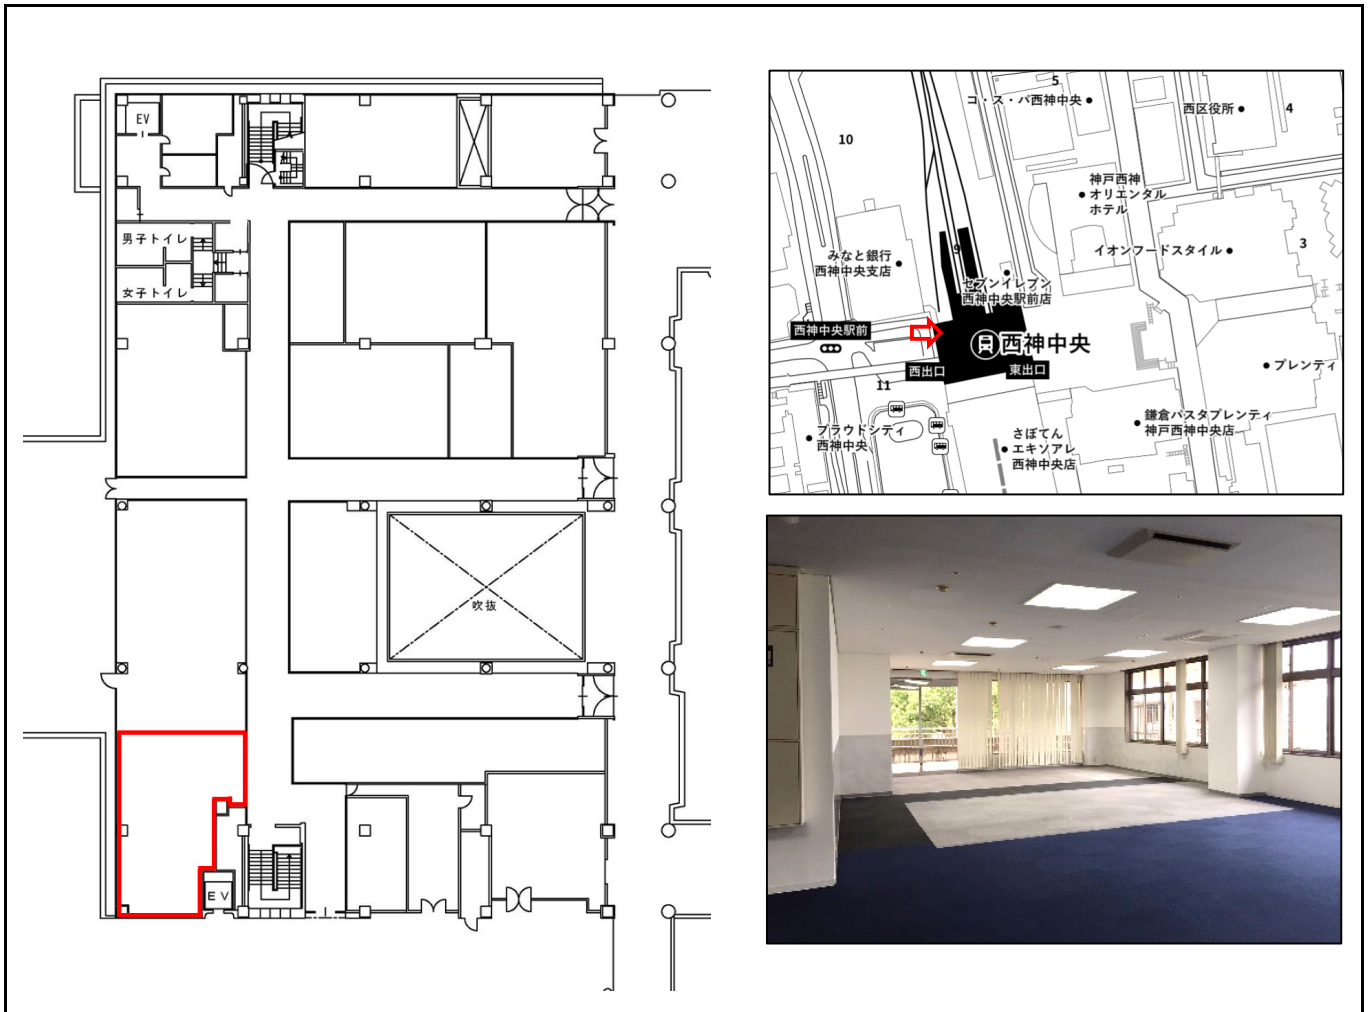 EV
男子トイレ
女子トイレ
吹抜
EV
5
コ・ス・パ西神中央
西区役所
4
10
神戸西神
オリエンタル
ホテル
みなと銀行
西神中央支店
9
イオンフードスタイル
3
セブンイレブン
西神中央駅前店
西神中央駅前
西神中央
西出口
東出口
11
プレンティ
プラウドシティ
西神中央
さぼてん
エキソアレ
西神中央店
鎌倉パスタプレンティ
神戸西神中央店